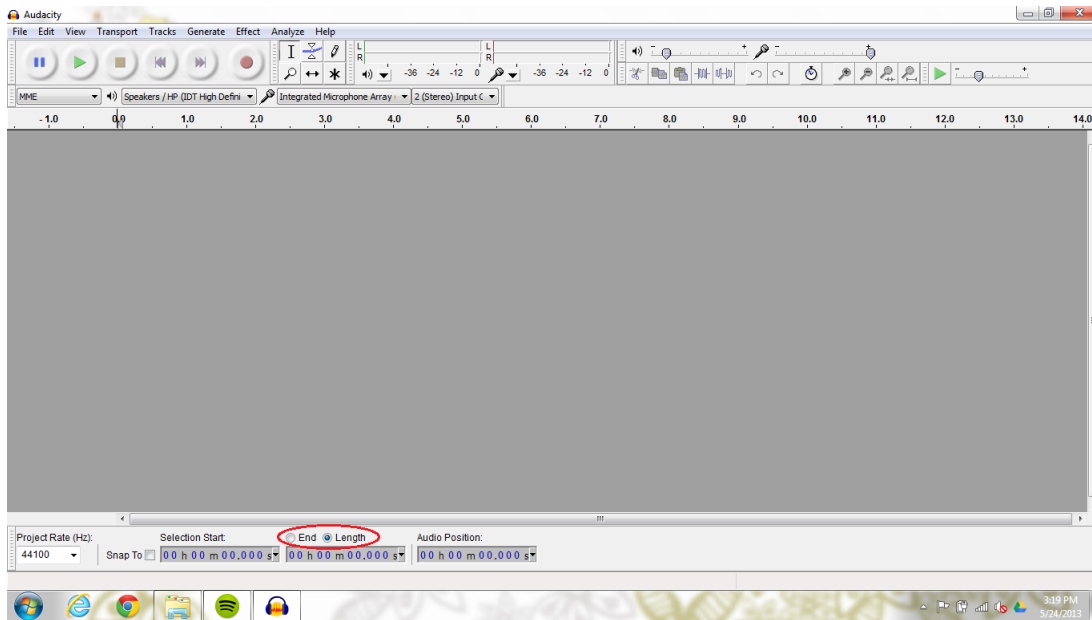 Audacity
File Edit View Transport Tracks Generate Effect Analyze Help
L
R
L
R
-36 -24 -12 0
-36 -24 -12 0
MME
Speakers / HP (IDT High Defini
Integrated Microphone Array
2 (Stereo) Input C
- 1.0 0.0 1.0 2.0 3.0 4.0 5.0 6.0 7.0 8.0 9.0 10.0 11.0 12.0 13.0 14.0
Project Rate (Hz): Selection Start: End Length Audio Position:
44100 Snap To 00 h 00 m 00,000 s 00 h 00 m 00,000 s 00 h 00 m 00,000 s
3:19 PM
5/24/2013